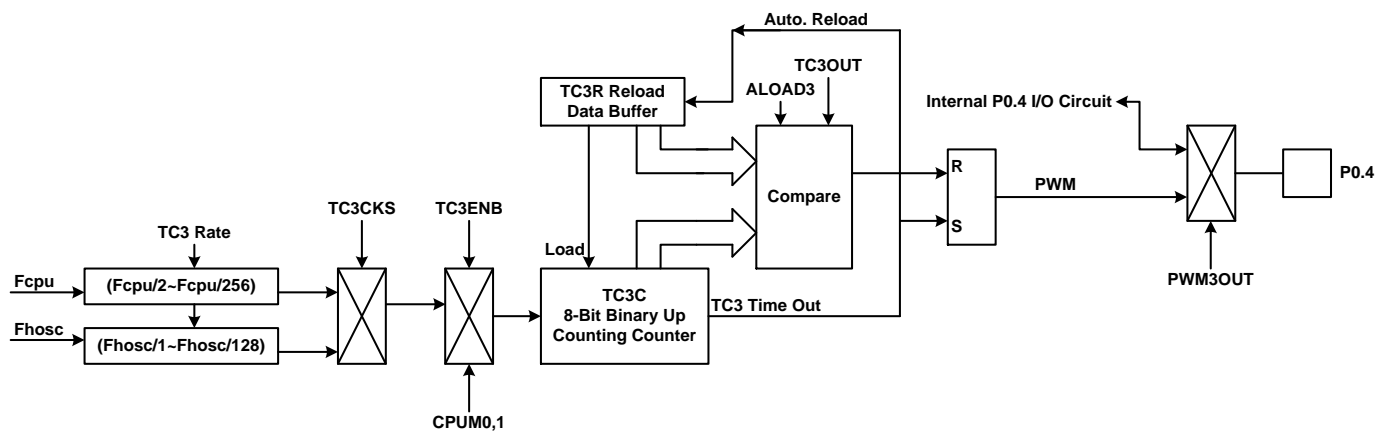 Auto. Reload
TC3OUT
ALOAD3
TC3R Reload
Data Buffer
Internal P0.4 I/O Circuit
Compare
R
S
PWM
P0.4
PWM3OUT
TC3CKS
TC3ENB
TC3 Rate
Load
Fcpu
(Fcpu/2~Fcpu/256)
Fhosc
(Fhosc/1~Fhosc/128)
TC3C
8-Bit Binary Up
Counting Counter
TC3 Time Out
CPUM0,1